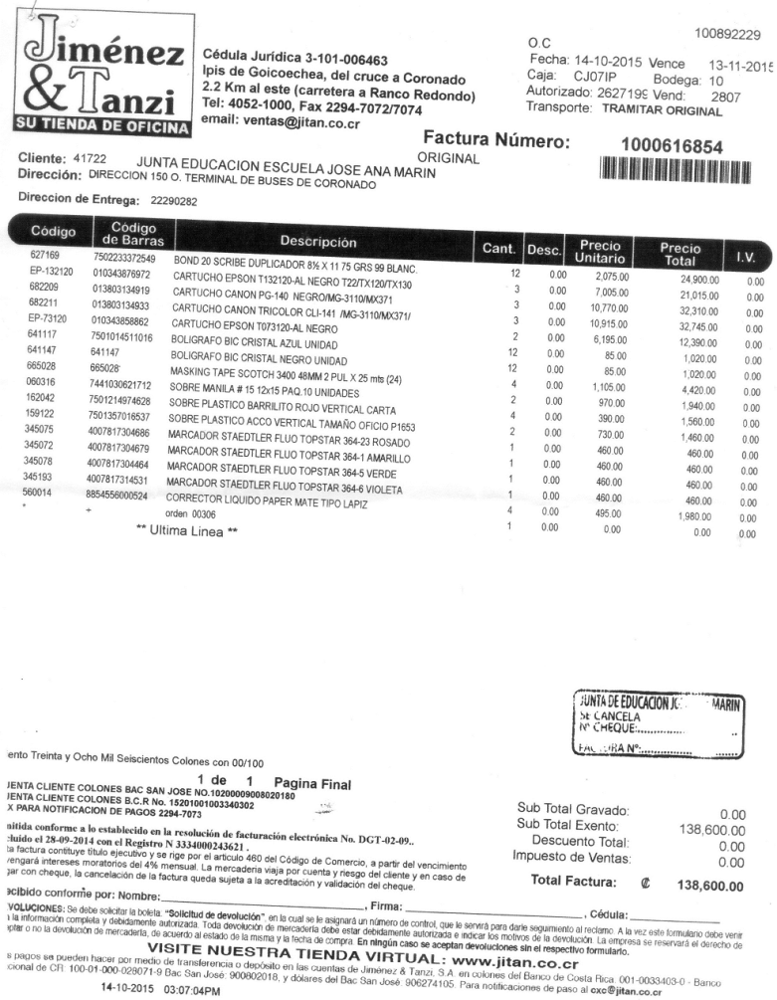 Jiménez
& Tanzi
SU TIENDA DE OFICINA
Cédula Jurídica 3-101-006463
Ipis de Goicoechea, del cruce a Coronado
2.2 Km al este (carretera a Ranco Redondo)
Tel: 4052-1000, Fax 2294-7072/7074
email: ventas@jitan.co.cr
100892229
O.C
Fecha: 14-10-2015 Vence 13-11-2015
Caja: CJ07IP Bodega: 10
Autorizado: 2627199 Vend: 2807
Transporte: TRAMITAR ORIGINAL
Factura Número: 1000616854
ORIGINAL
Cliente: 41722 JUNTA EDUCACION ESCUELA JOSE ANA MARIN
Dirección: DIRECCION 150 O. TERMINAL DE BUSES DE CORONADO
Direccion de Entrega: 22290282
Código Código de Barras Descripción Cant. Desc. Precio Unitario Precio Total I.V.
627169 7502233372549 BOND 20 SCRIBE DUPLICADOR 8½ X 11 75 GRS 99 BLANC. 12 0.00 2,075.00 24,900.00 0.00
EP-132120 010343876972 CARTUCHO EPSON T132120-AL NEGRO T22/TX120/TX130 3 0.00 7,005.00 21,015.00 0.00
682209 013803134919 CARTUCHO CANON PG-140 NEGRO/MG-3110/MX371 3 0.00 10,770.00 32,310.00 0.00
682211 013803134933 CARTUCHO CANON TRICOLOR CLI-141 /MG-3110/MX371/ 3 0.00 10,915.00 32,745.00 0.00
EP-73120 010343858862 CARTUCHO EPSON T073120-AL NEGRO 2 0.00 6,195.00 12,390.00 0.00
641117 7501014511016 BOLIGRAFO BIC CRISTAL AZUL UNIDAD 12 0.00 85.00 1,020.00 0.00
641147 641147 BOLIGRAFO BIC CRISTAL NEGRO UNIDAD 12 0.00 85.00 1,020.00 0.00
665028 665028 MASKING TAPE SCOTCH 3400 48MM 2 PUL X 25 mts (24) 4 0.00 1,105.00 4,420.00 0.00
060316 7441030621712 SOBRE MANILA # 15 12x15 PAQ.10 UNIDADES 2 0.00 970.00 1,940.00 0.00
162042 7501214974628 SOBRE PLASTICO BARRILITO ROJO VERTICAL CARTA 4 0.00 390.00 1,560.00 0.00
159122 7501357016537 SOBRE PLASTICO ACCO VERTICAL TAMAÑO OFICIO P1653 2 0.00 730.00 1,460.00 0.00
345075 4007817304686 MARCADOR STAEDTLER FLUO TOPSTAR 364-23 ROSADO 1 0.00 460.00 460.00 0.00
345072 4007817304679 MARCADOR STAEDTLER FLUO TOPSTAR 364-1 AMARILLO 1 0.00 460.00 460.00 0.00
345078 4007817304464 MARCADOR STAEDTLER FLUO TOPSTAR 364-5 VERDE 1 0.00 460.00 460.00 0.00
345193 4007817314531 MARCADOR STAEDTLER FLUO TOPSTAR 364-6 VIOLETA 1 0.00 460.00 460.00 0.00
560014 8854556000524 CORRECTOR LIQUIDO PAPER MATE TIPO LAPIZ 4 0.00 495.00 1,980.00 0.00
* + orden 00306 1 0.00 0.00 0.00 0.00
** Ultima Linea **
JUNTA DE EDUCACION MARIN
SE CANCELA
Nº CHEQUE:
Nº:
ento Treinta y Ocho Mil Seiscientos Colones con 00/100
1 de 1 Pagina Final
JENTA CLIENTE COLONES BAC SAN JOSE NO.10200009008020180
JENTA CLIENTE COLONES B.C.R No. 15201001003340302
X PARA NOTIFICACION DE PAGOS 2294-7073
Sub Total Gravado: 0.00
Sub Total Exento: 138,600.00
Descuento Total: 0.00
Impuesto de Ventas: 0.00
Total Factura: ₡ 138,600.00
nitida conforme a lo establecido en la resolución de facturación electrónica No. DGT-02-09..
cluido el 28-09-2014 con el Registro N 3334000243621 .
ta factura contituye título ejecutivo y se rige por el articulo 460 del Código de Comercio, a partir del vencimiento
vengará intereses moratorios del 4% mensual. La mercaderia viaja por cuenta y riesgo del cliente y en caso de
gar con cheque, la cancelación de la factura queda sujeta a la acreditación y validación del cheque.
ecibido conforme por: Nombre: , Firma: , Cédula:
VOLUCIONES: Se debe solicitar la boleta. "Solicitud de devolución", en la cual se le asignará un número de control, que le servirá para darle seguimiento al reclamo. A la vez este formulario debe venir
la información completa y debidamente autorizada. Toda devolución de mercadería debe estar debidamente autorizada e indicar los motivos de la devolución. La empresa se reservará el derecho de
ptar o no la devolución de mercadería, de acuerdo al estado de la misma y la fecha de compra. En ningún caso se aceptan devoluciones sin el respectivo formulario.
VISITE NUESTRA TIENDA VIRTUAL: www.jitan.co.cr
s pagos se pueden hacer por medio de transferencia o depósito en las cuentas de Jiménez & Tanzi, S.A. en colones del Banco de Costa Rica. 001-0033403-0 - Banco
cional de CR: 100-01-000-028071-9 Bac San José: 900802018, y dólares del Bac San José: 906274105. Para notificaciones de paso al cxc@jitan.co.cr
14-10-2015 03:07:04PM